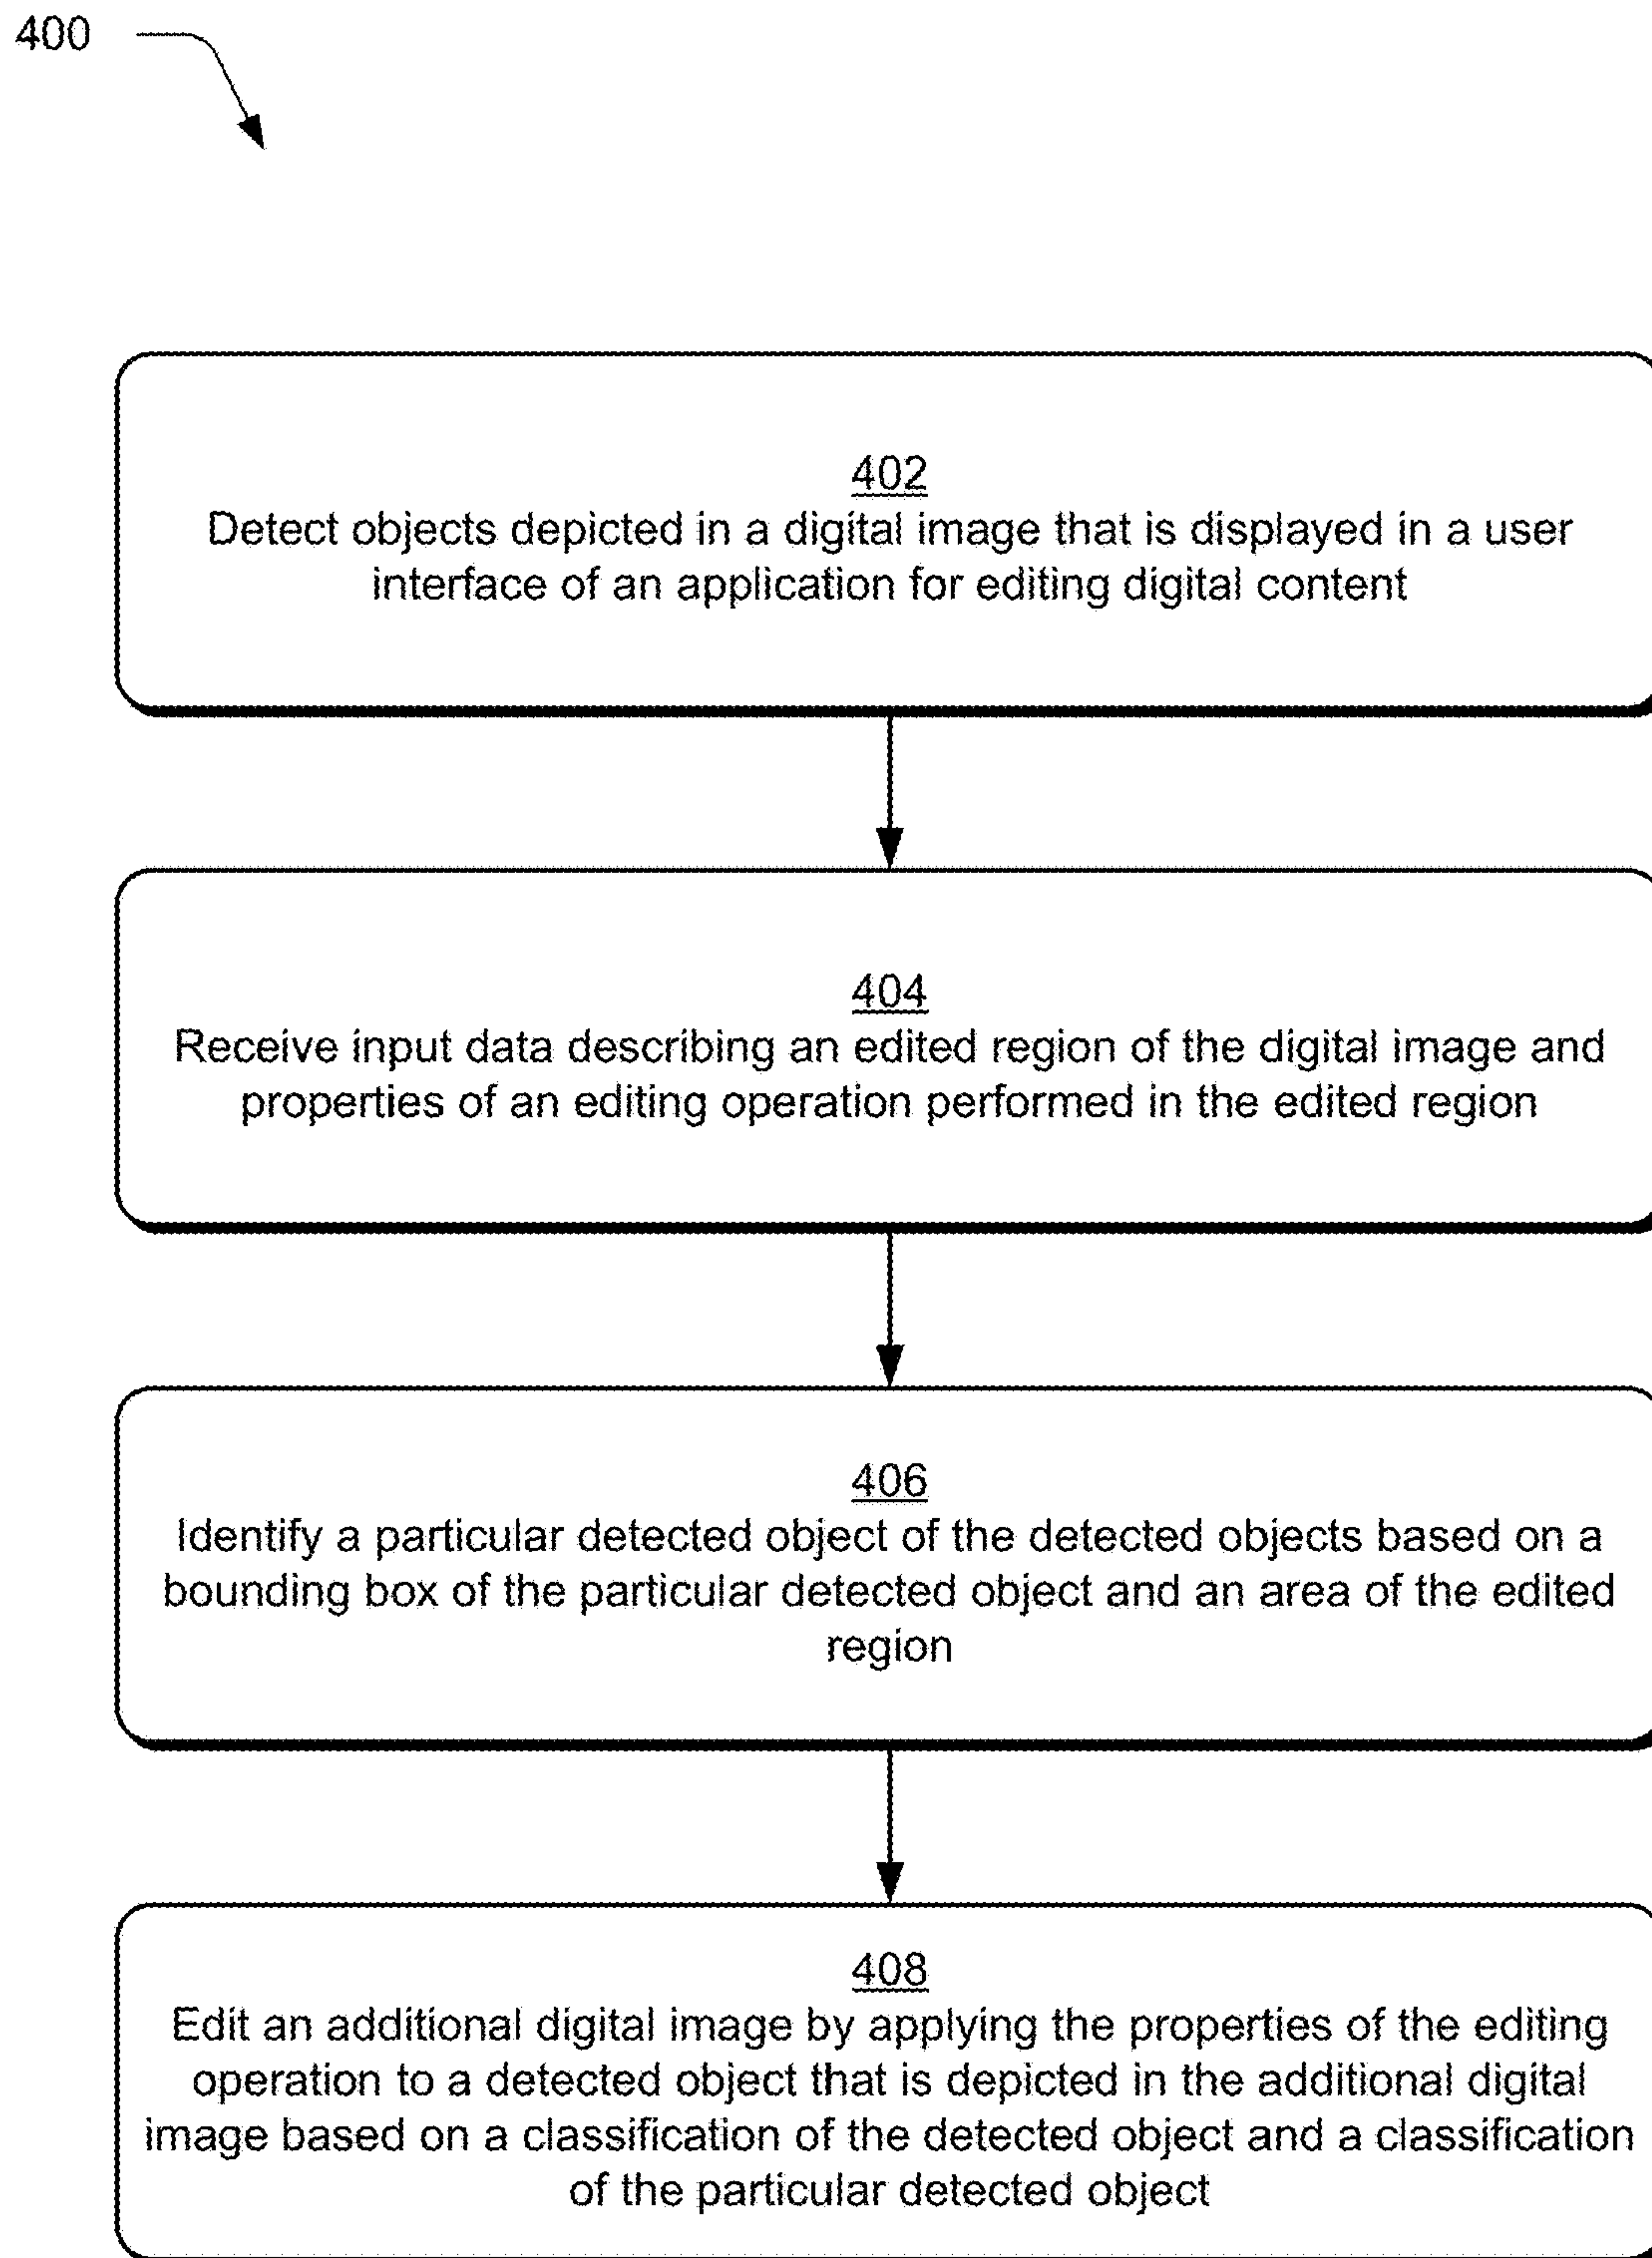 400
402
Detect objects depicted in a digital image that is displayed in a user
interface of an application for editing digital content
404
Receive input data describing an edited region of the digital image and
properties of an editing operation performed in the edited region
406
Identify a particular detected object of the detected objects based on a
bounding box of the particular detected object and an area of the edited
region
408
Edit an additional digital image by applying the properties of the editing
operation to a detected object that is depicted in the additional digital
image based on a classification of the detected object and a classification
of the particular detected object